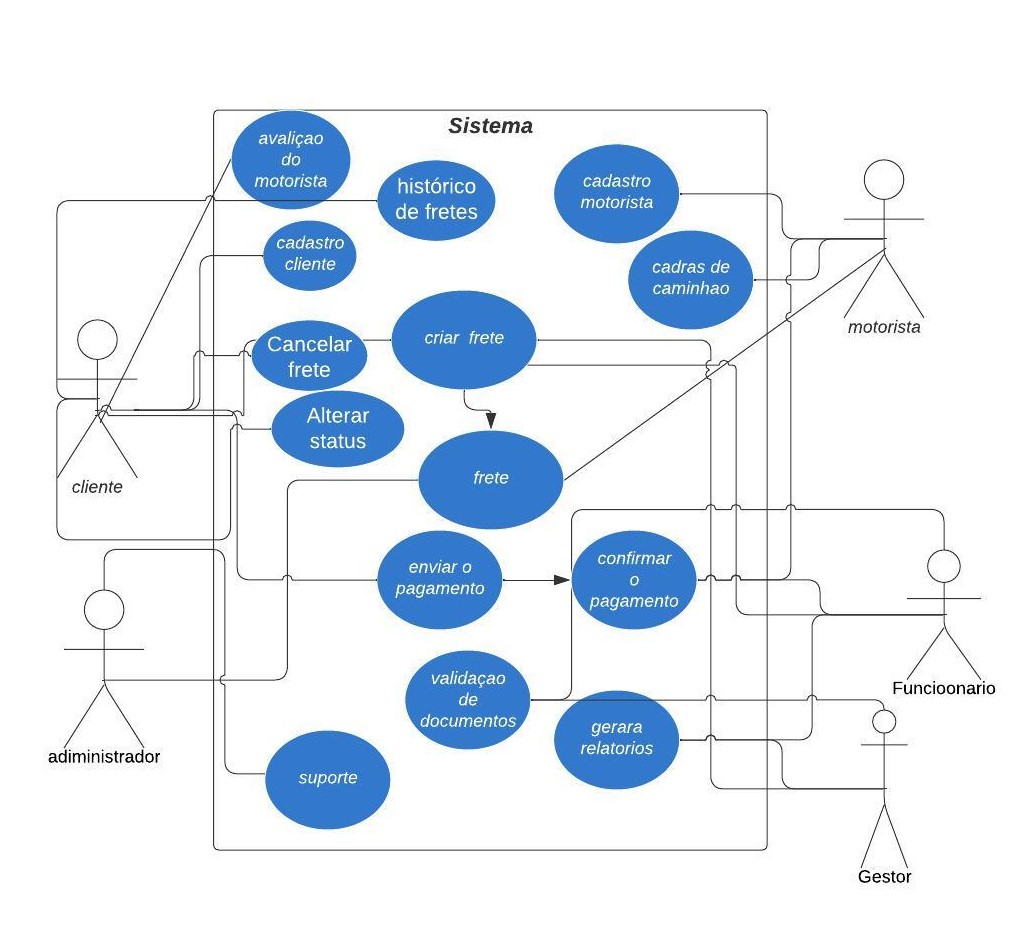 Sistema
avaliçao
do
motorista
histórico
de fretes
cadastro
motorista
cadastro
cliente
cadras de
caminhao
motorista
criar frete
Cancelar
frete
Alterar
status
frete
cliente
enviar o
pagamento
confirmar
o
pagamento
Funcioonario
validaçao
de
documentos
gerara
relatorios
adiministrador
suporte
Gestor